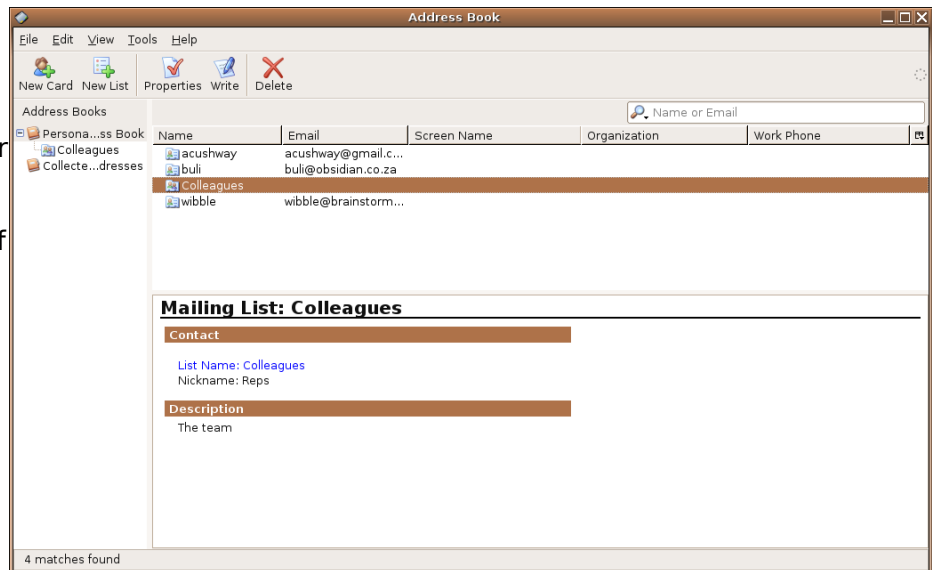 Address Book
File Edit View Tools Help
New Card New List Properties Write Delete
Address Books
Name or Email
Persona...ss Book
Colleagues
Collecte...dresses
Name Email Screen Name Organization Work Phone
acushway acushway@gmail.c...
buli buli@obsidian.co.za
Colleagues
wibble wibble@brainstorm...
r
f
Mailing List: Colleagues
Contact
List Name: Colleagues
Nickname: Reps
Description
The team
4 matches found